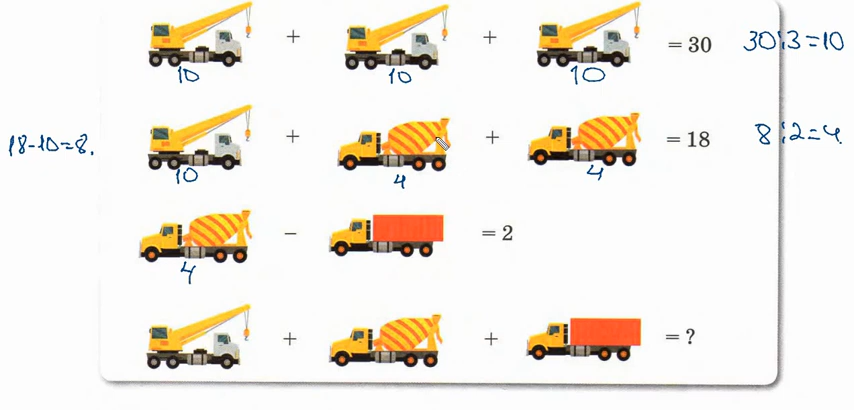 + + = 30 30:3=10
10 10 10
18-10=8. + + = 18 8:2=4.
10 4 4
− = 2
4
+ + = ?